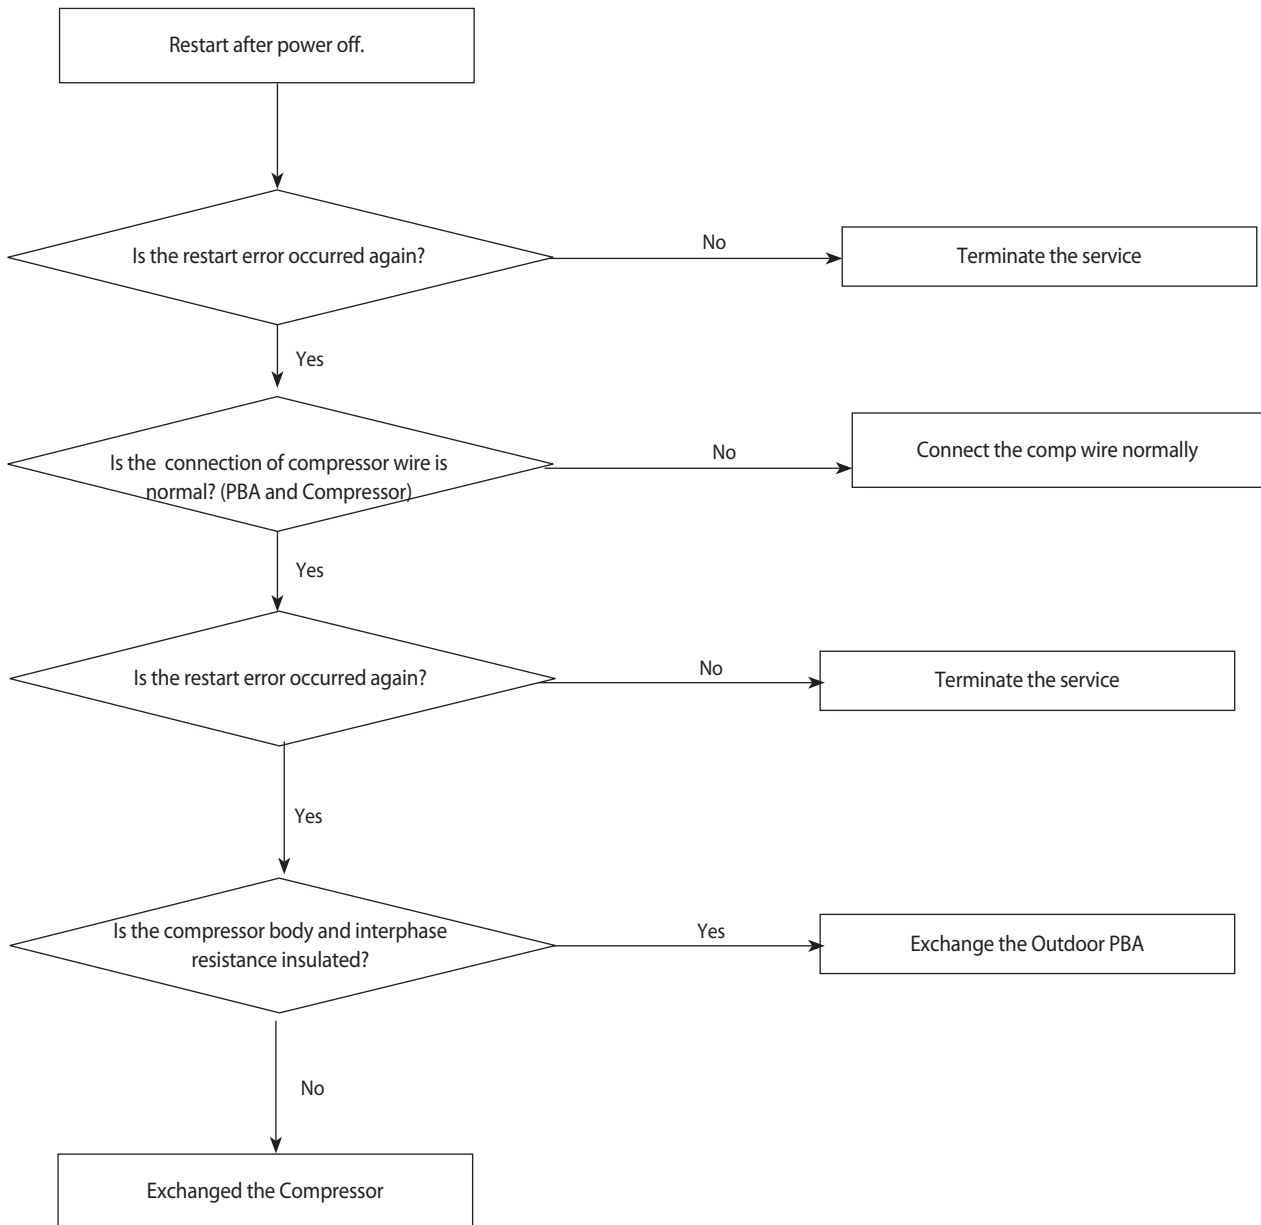 Restart after power off.
Is the restart error occurred again?
No
Terminate the service
Yes
Is the  connection of compressor wire is
normal? (PBA and Compressor)
No
Connect the comp wire normally
Yes
Is the restart error occurred again?
No
Terminate the service
Yes
Is the compressor body and interphase
resistance insulated?
Yes
Exchange the Outdoor PBA
No
Exchanged the Compressor